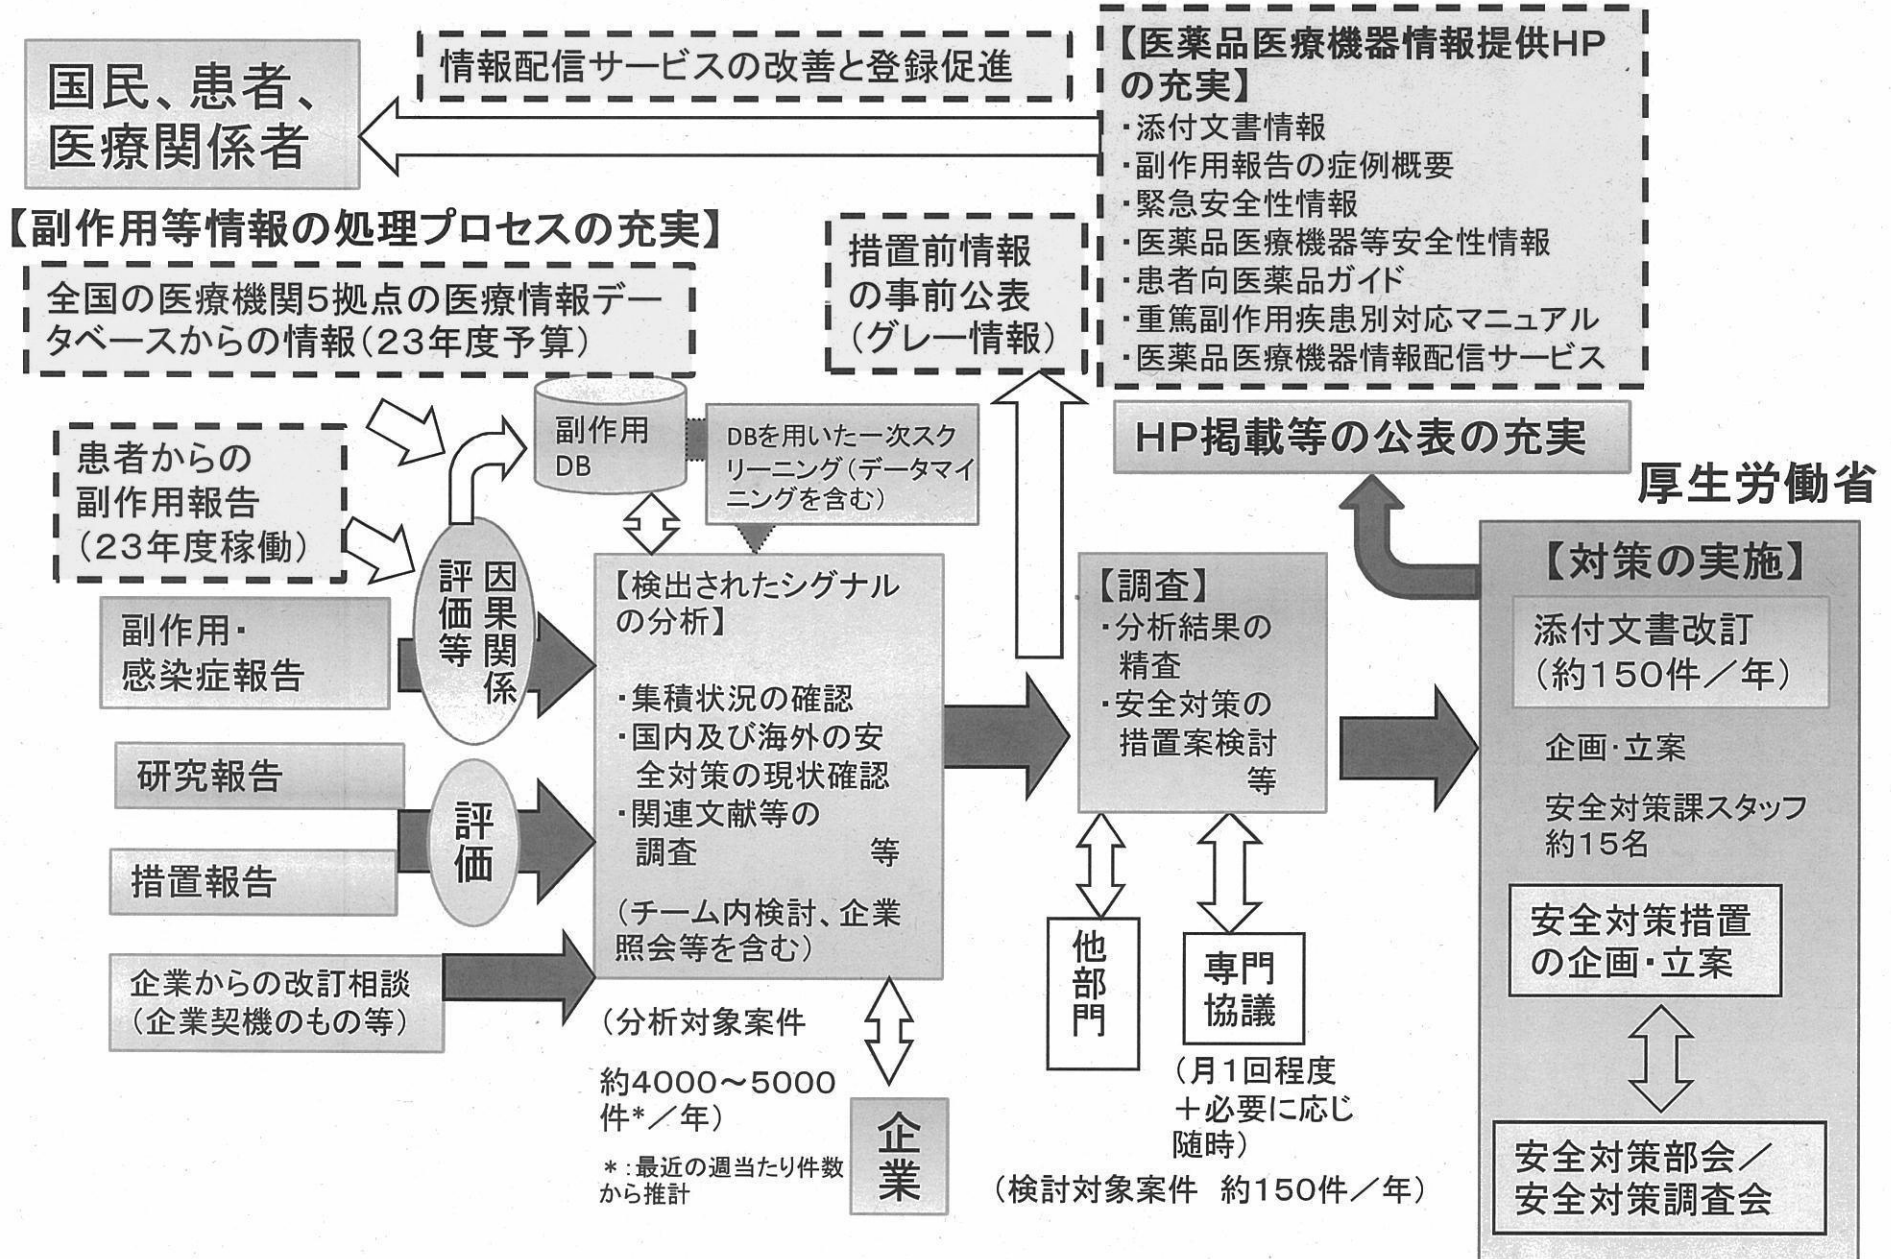 国民、患者、
医療関係者
情報配信サービスの改善と登録促進
【医薬品医療機器情報提供HP
の充実】
・添付文書情報
・副作用報告の症例概要
・緊急安全性情報
・医薬品医療機器等安全性情報
・患者向医薬品ガイド
・重篤副作用疾患別対応マニュアル
・医薬品医療機器情報配信サービス
【副作用等情報の処理プロセスの充実】
全国の医療機関5拠点の医療情報デー
タベースからの情報(23年度予算)
措置前情報
の事前公表
(グレー情報)
HP掲載等の公表の充実
患者からの
副作用報告
(23年度稼働)
副作用
DB
DBを用いた一次スク
リーニング(データマイ
ニングを含む)
厚生労働省
副作用・
感染症報告
因果関係
評価等
研究報告
措置報告
評価
企業からの改訂相談
(企業契機のもの等)
【検出されたシグナル
の分析】
・集積状況の確認
・国内及び海外の安
全対策の現状確認
・関連文献等の
調査 等
(チーム内検討、企業
照会等を含む)
(分析対象案件
約4000~5000
件*/年)
*:最近の週当たり件数
から推計
企業
【調査】
・分析結果の
精査
・安全対策の
措置案検討
等
他部門
専門
協議
(月1回程度
+必要に応じ
随時)
(検討対象案件 約150件/年)
【対策の実施】
添付文書改訂
(約150件/年)
企画・立案
安全対策課スタッフ
約15名
安全対策措置
の企画・立案
安全対策部会/
安全対策調査会